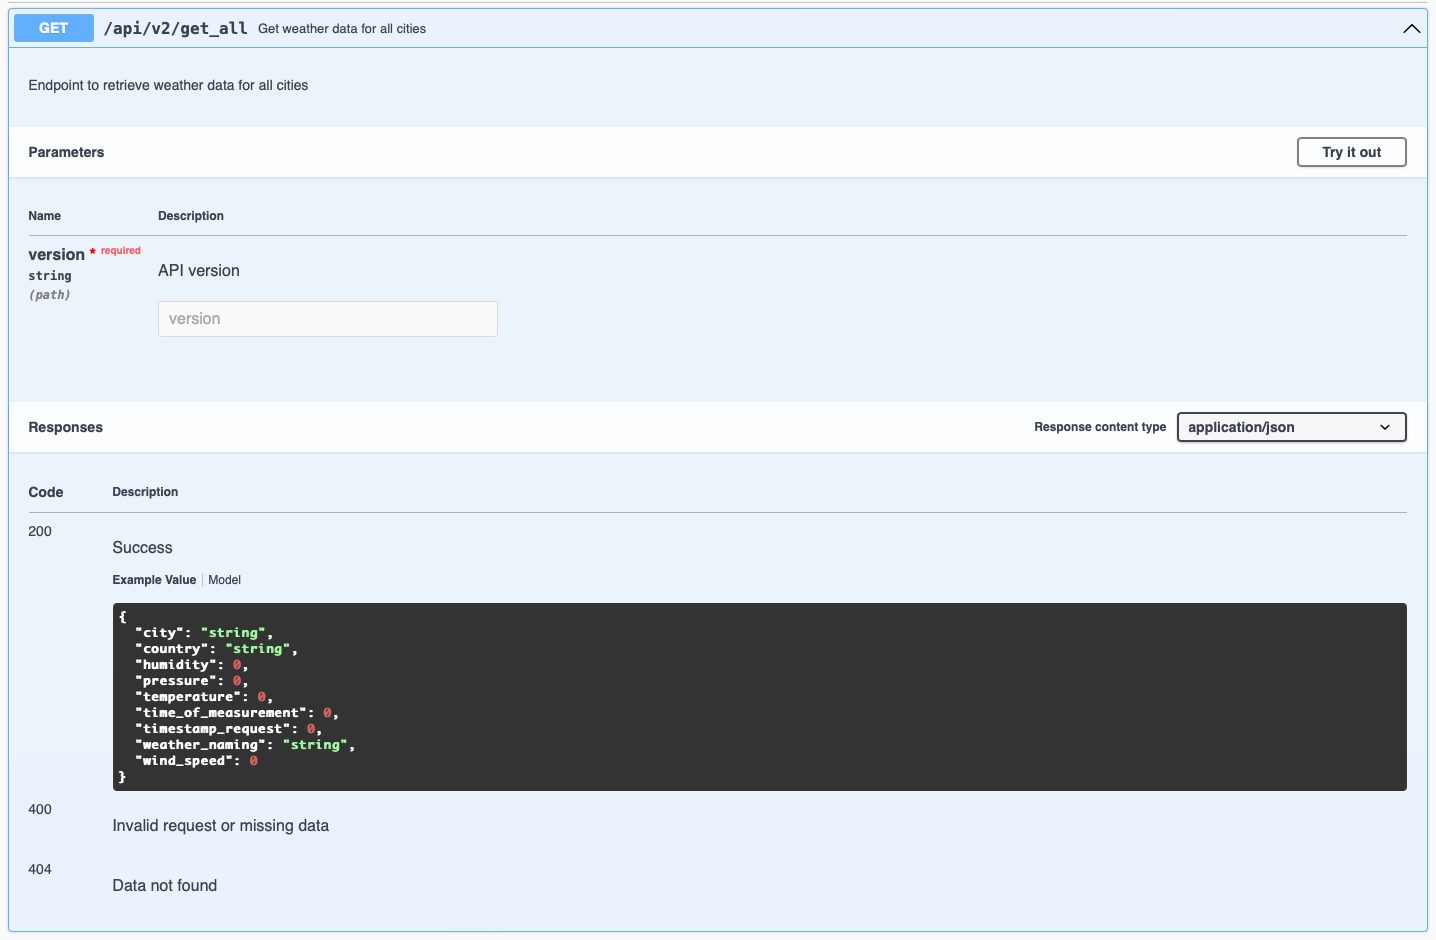 GET /api/v2/get_all Get weather data for all cities
Endpoint to retrieve weather data for all cities
Parameters Try it out
Name Description
version * required
string
(path)
API version
version
Responses Response content type application/json
Code Description
200
Success
Example Value Model
{
"city": "string",
"country": "string",
"humidity": 0,
"pressure": 0,
"temperature": 0,
"time_of_measurement": 0,
"timestamp_request": 0,
"weather_naming": "string",
"wind_speed": 0
}
400
Invalid request or missing data
404
Data not found